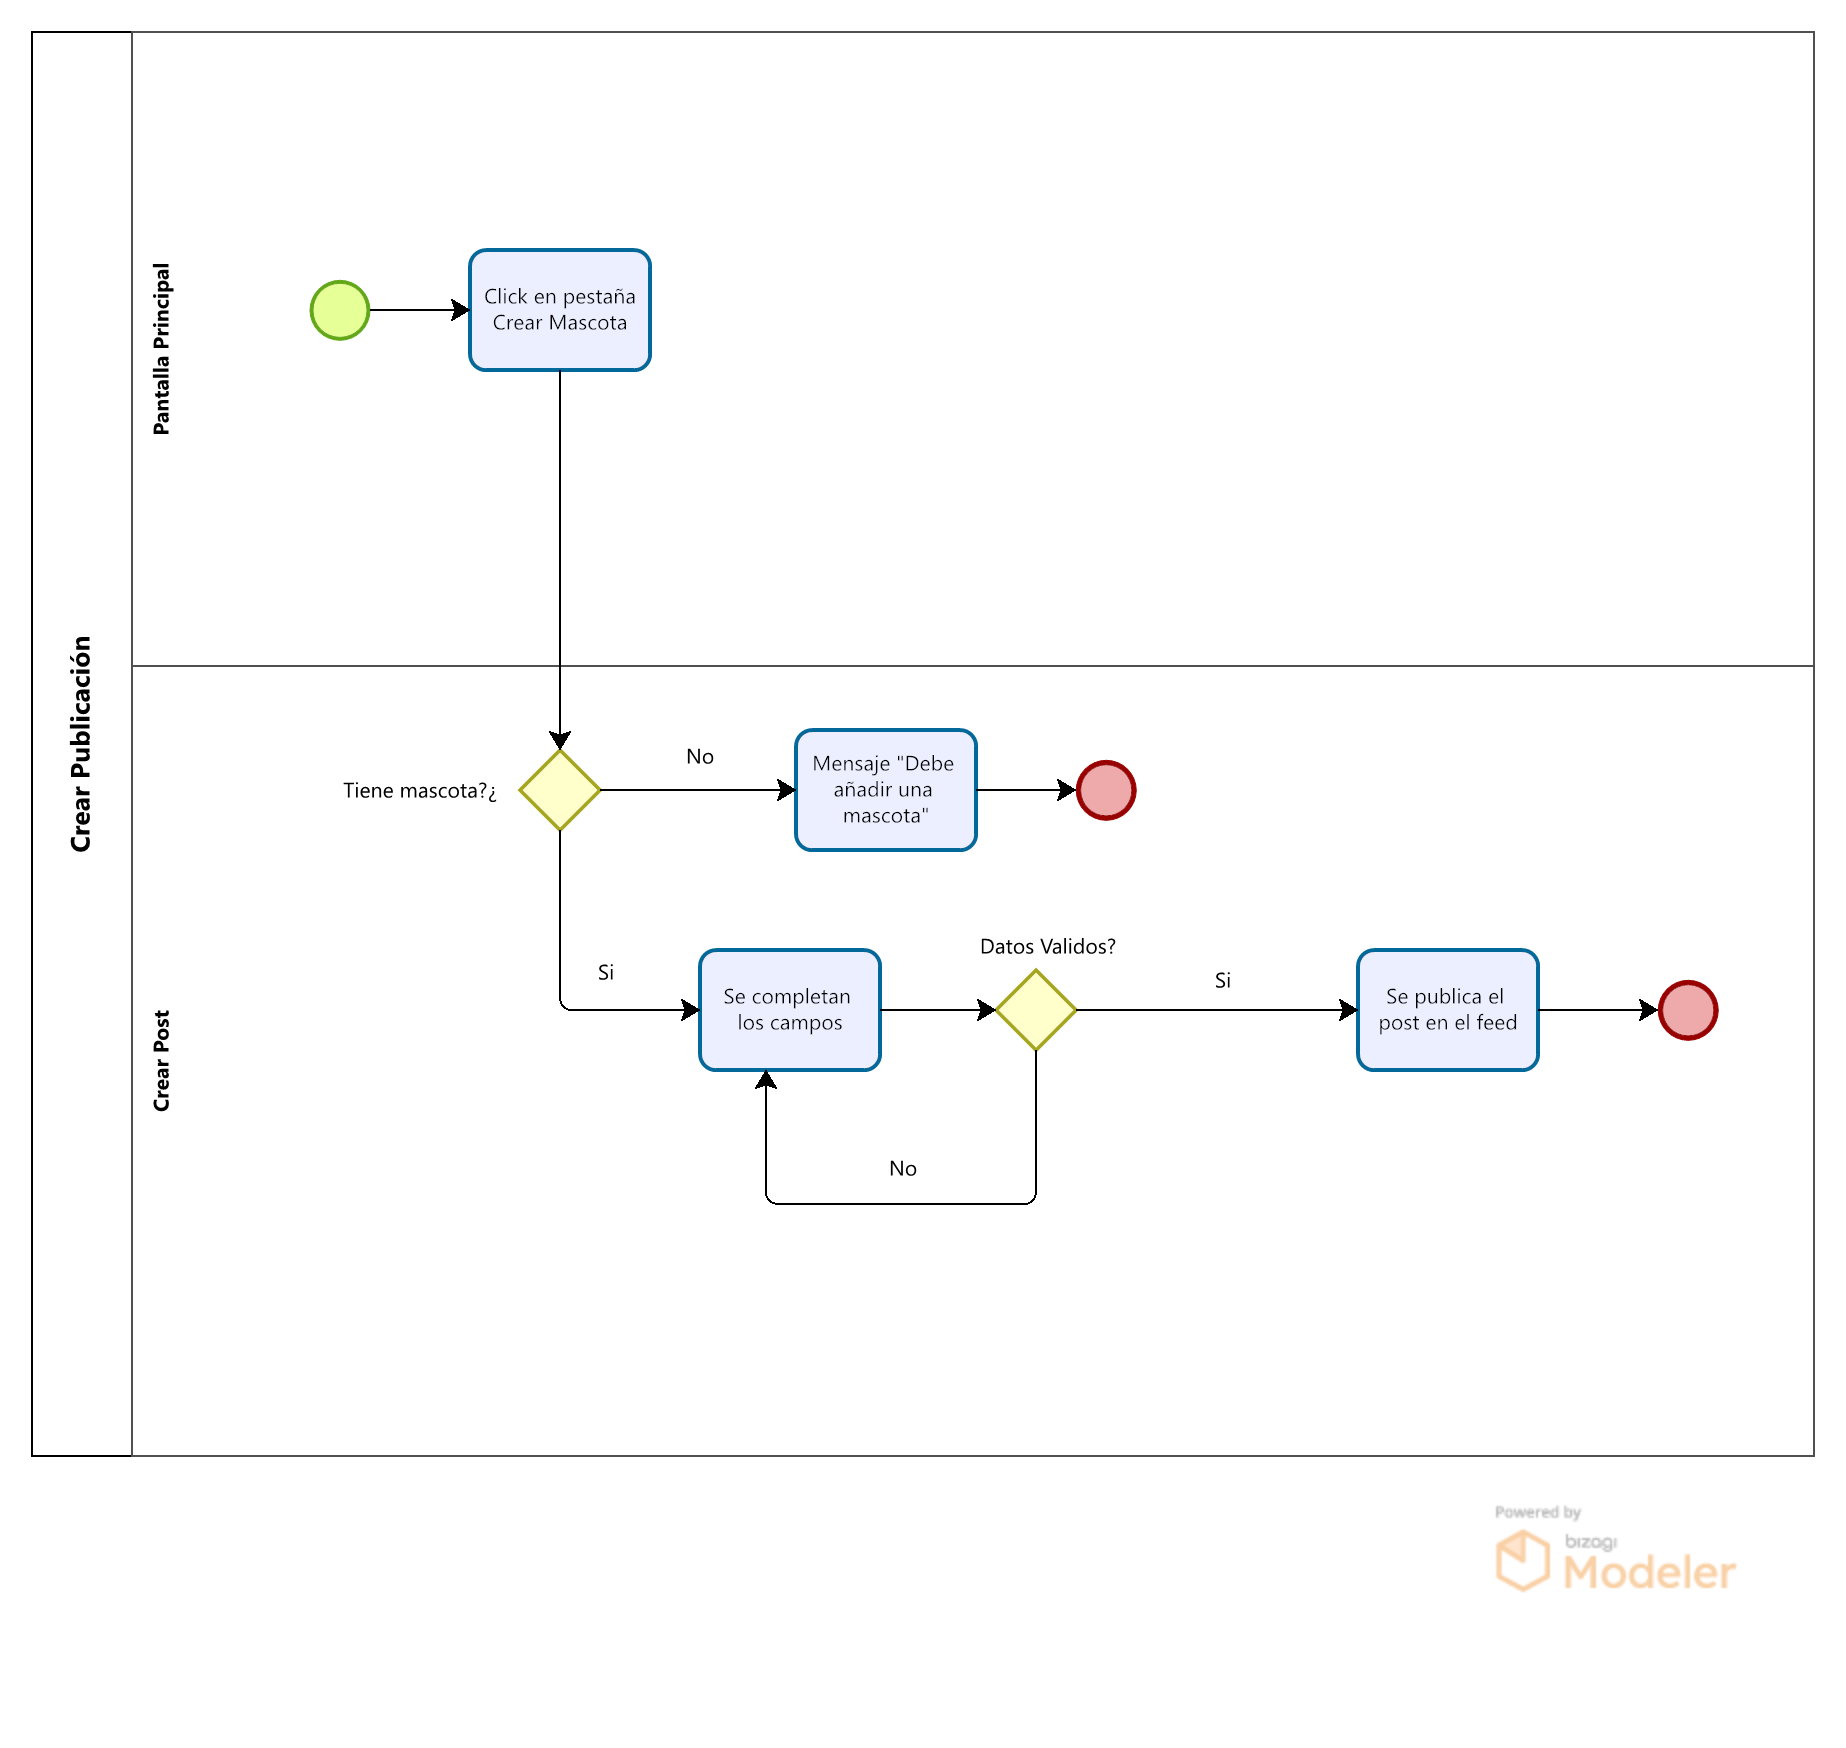 Crear Publicación
Pantalla Principal
Click en pestaña
Crear Mascota
Crear Post
Tiene mascota?¿
No
Mensaje "Debe
añadir una
mascota"
Si
Se completan
los campos
Datos Validos?
Si
Se publica el
post en el feed
No
Powered by
bizagi
Modeler